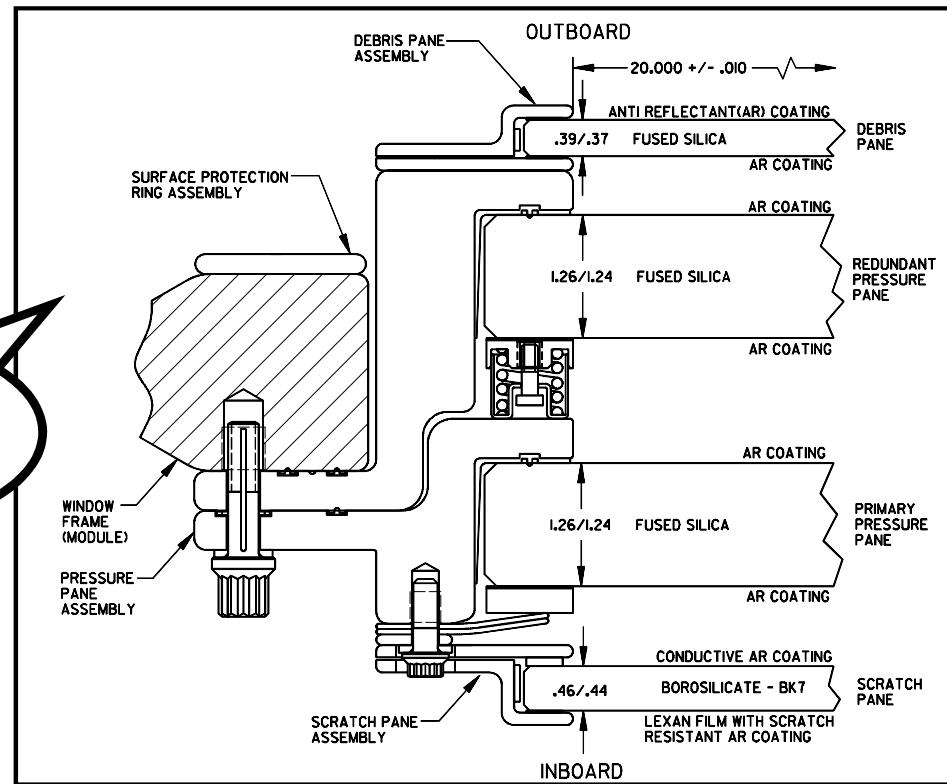 OUTBOARD
DEBRIS PANE
ASSEMBLY
20.000 +/- .010
ANTI REFLECTANT(AR) COATING
.39/.37 FUSED SILICA
DEBRIS
PANE
AR COATING
SURFACE PROTECTION
RING ASSEMBLY
AR COATING
1.26/1.24 FUSED SILICA
REDUNDANT
PRESSURE
PANE
AR COATING
AR COATING
WINDOW
FRAME
(MODULE)
1.26/1.24 FUSED SILICA
PRIMARY
PRESSURE
PANE
PRESSURE
PANE
ASSEMBLY
AR COATING
CONDUCTIVE AR COATING
.46/.44 BOROSILICATE - BK7
SCRATCH
PANE
SCRATCH PANE
ASSEMBLY
LEXAN FILM WITH SCRATCH
RESISTANT AR COATING
INBOARD